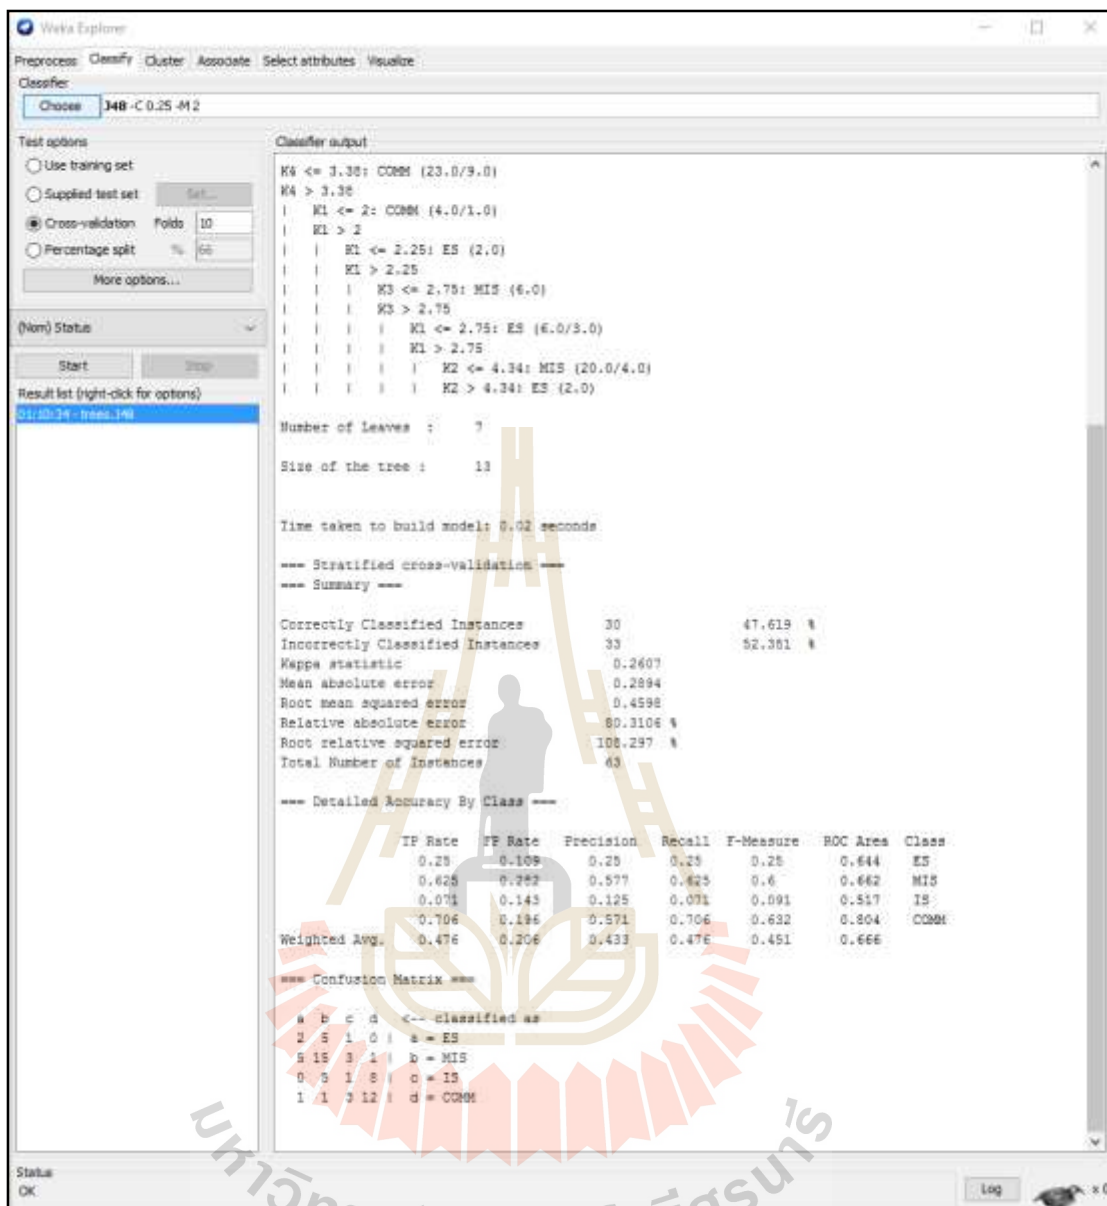 Weka Explorer
Preprocess Classify Cluster Associate Select attributes Visualize
Classifier
Choose J48 -C 0.25 -M 2
Test options
Use training set
Supplied test set Set...
Cross-validation Folds 10
Percentage split % 66
More options...
(Nom) Status
Start Stop
Result list (right-click for options)
01:10:34 - trees.J48
Classifier output
K4 <= 3.38: COMM (23.0/9.0)
K4 > 3.38
| K1 <= 2: COMM (4.0/1.0)
| K1 > 2
| | K1 <= 2.25: ES (2.0)
| | K1 > 2.25
| | | K3 <= 2.75: MIS (6.0)
| | | K3 > 2.75
| | | | K1 <= 2.75: ES (6.0/3.0)
| | | | K1 > 2.75
| | | | | K2 <= 4.34: MIS (20.0/4.0)
| | | | | K2 > 4.34: ES (2.0)
Number of Leaves : 7
Size of the tree : 13
Time taken to build model: 0.02 seconds
=== Stratified cross-validation ===
=== Summary ===
Correctly Classified Instances 30 47.619 %
Incorrectly Classified Instances 33 52.381 %
Kappa statistic 0.2607
Mean absolute error 0.2894
Root mean squared error 0.4598
Relative absolute error 80.3106 %
Root relative squared error 108.297 %
Total Number of Instances 63
=== Detailed Accuracy By Class ===
TP Rate FP Rate Precision Recall F-Measure ROC Area Class
0.25 0.109 0.25 0.25 0.25 0.644 ES
0.625 0.282 0.577 0.625 0.6 0.662 MIS
0.071 0.143 0.125 0.071 0.091 0.517 IS
0.706 0.196 0.571 0.706 0.632 0.804 COMM
Weighted Avg. 0.476 0.206 0.433 0.476 0.451 0.666
=== Confusion Matrix ===
a b c d <-- classified as
2 5 1 0 | a = ES
5 15 3 1 | b = MIS
0 5 1 8 | c = IS
1 1 3 12 | d = COMM
Status
OK
Log
x 0